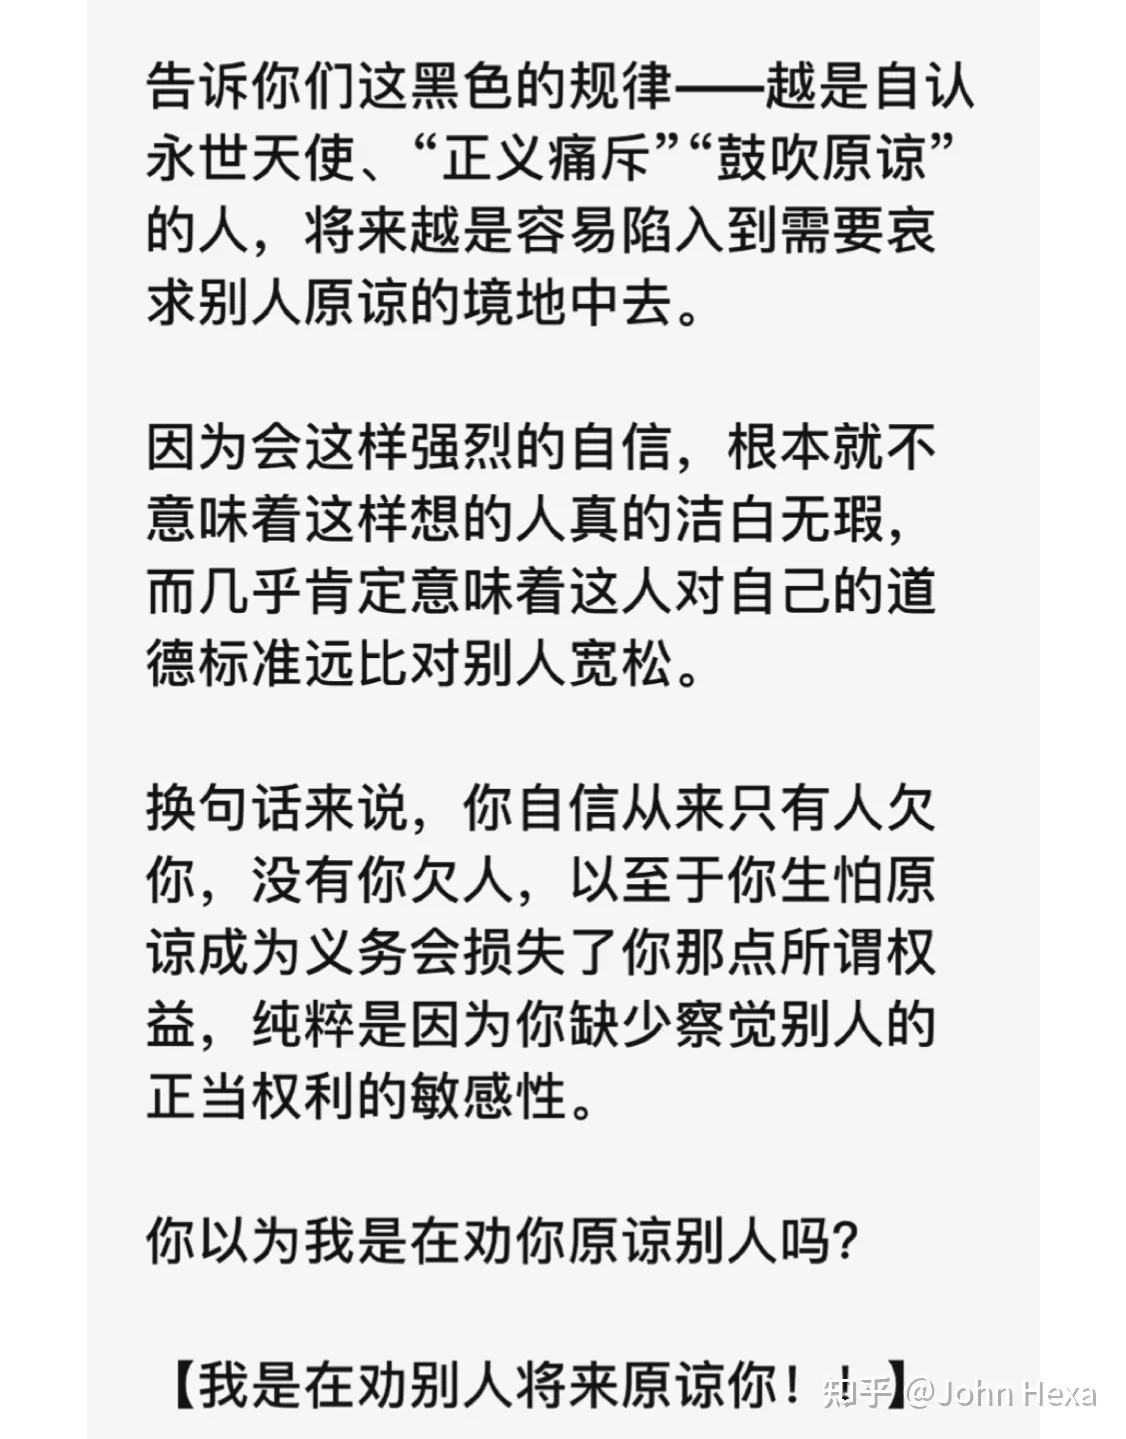 告诉你们这黑色的规律——越是自认
永世天使、“正义痛斥”“鼓吹原谅”
的人，将来越是容易陷入到需要哀
求别人原谅的境地中去。
因为会这样强烈的自信，根本就不
意味着这样想的人真的洁白无瑕，
而几乎肯定意味着这人对自己的道
德标准远比对别人宽松。
换句话来说，你自信从来只有人欠
你，没有你欠人，以至于你生怕原
谅成为义务会损失了你那点所谓权
益，纯粹是因为你缺少察觉别人的
正当权利的敏感性。
你以为我是在劝你原谅别人吗？
【我是在劝别人将来原谅你！！】
知乎 @John Hexa